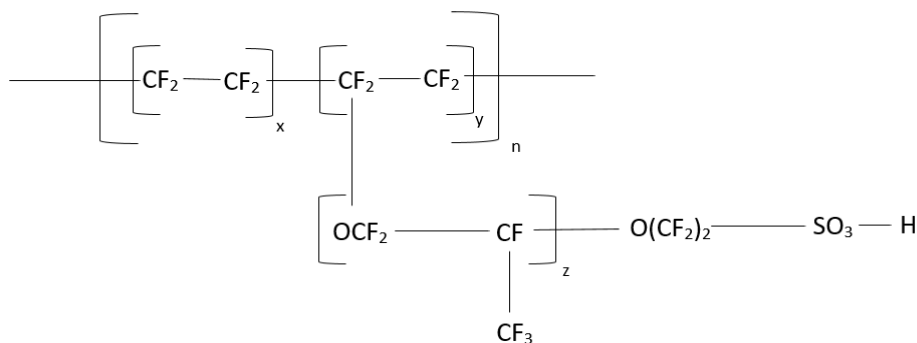 CF₂ CF₂ CF₂ CF₂
x y
n
OCF₂ CF O(CF₂)₂ SO₃ H
z
CF₃